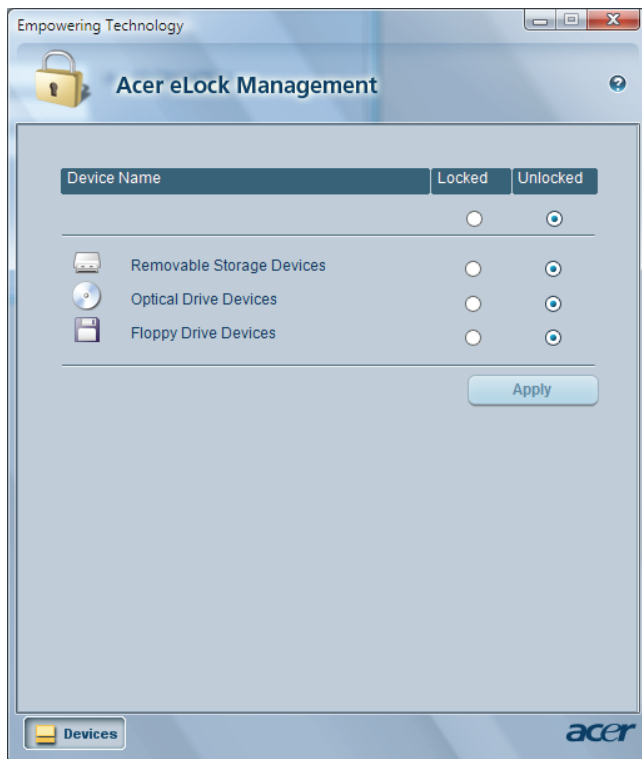 Empowering Technology
Acer eLock Management
Device Name Locked Unlocked
Removable Storage Devices
Optical Drive Devices
Floppy Drive Devices
Apply
Devices
acer